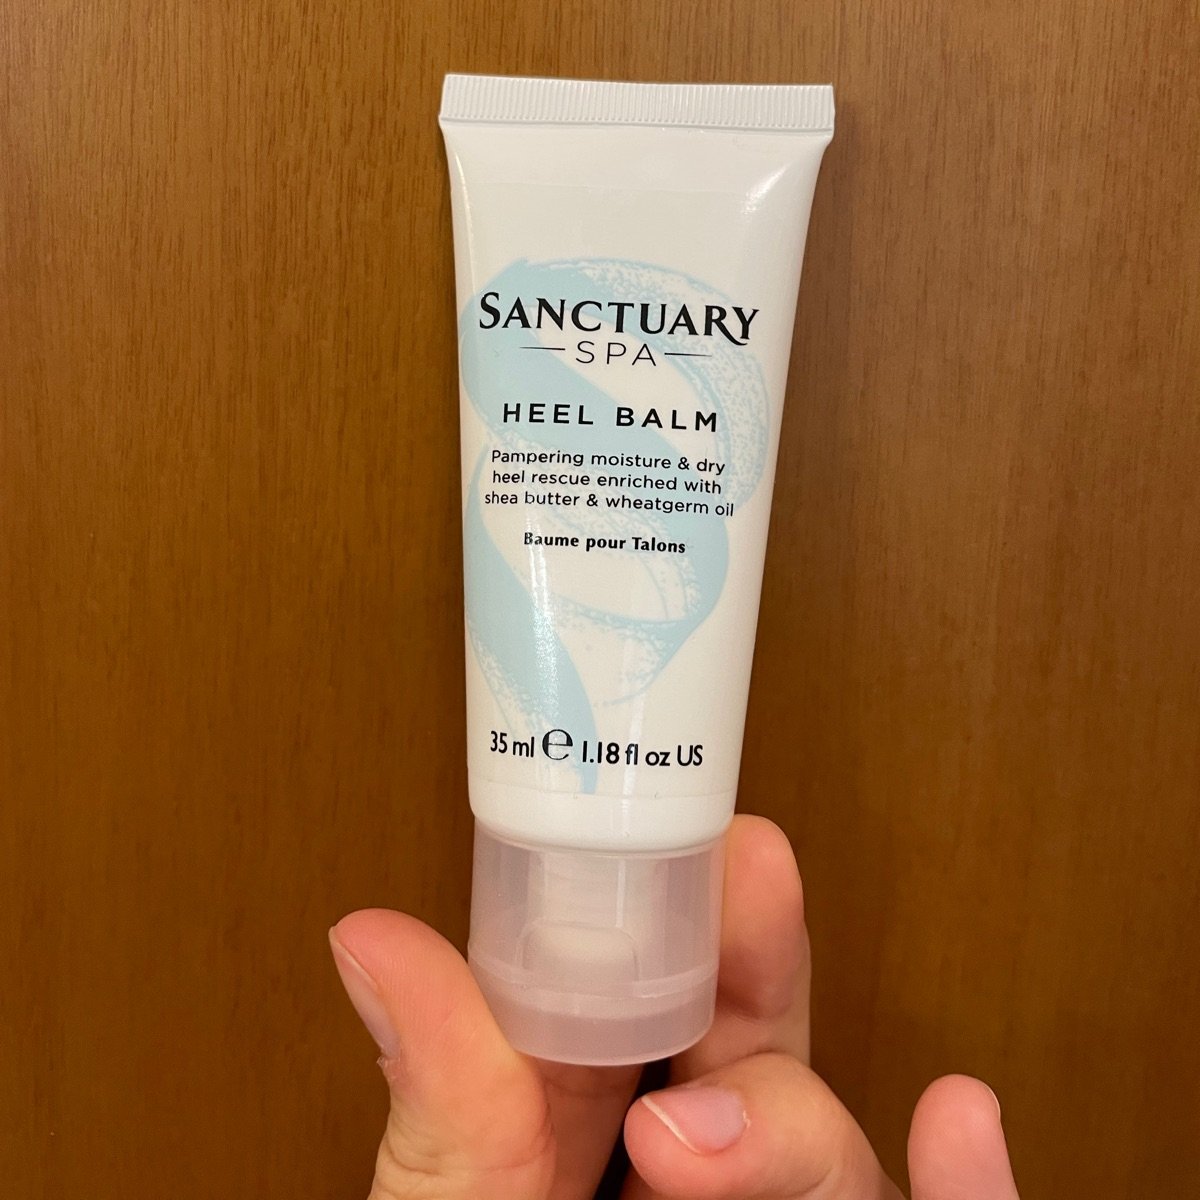 SANCTUARY
SPA
HEEL BALM
Pampering moisture & dry
heel rescue enriched with
shea butter & wheatgerm oil
Baume pour Talons
35 ml ℮ 1.18 fl oz US